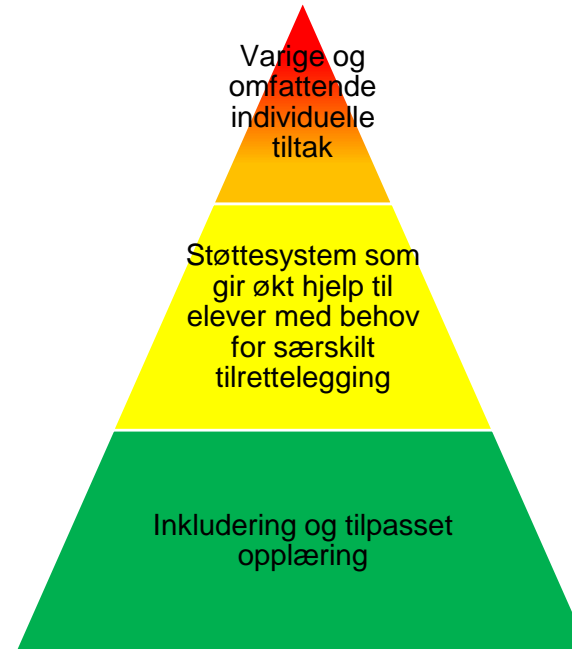 Varige og
omfattende
individuelle
tiltak
Støttesystem som
gir økt hjelp til
elever med behov
for særskilt
tilrettelegging
Inkludering og tilpasset
opplæring